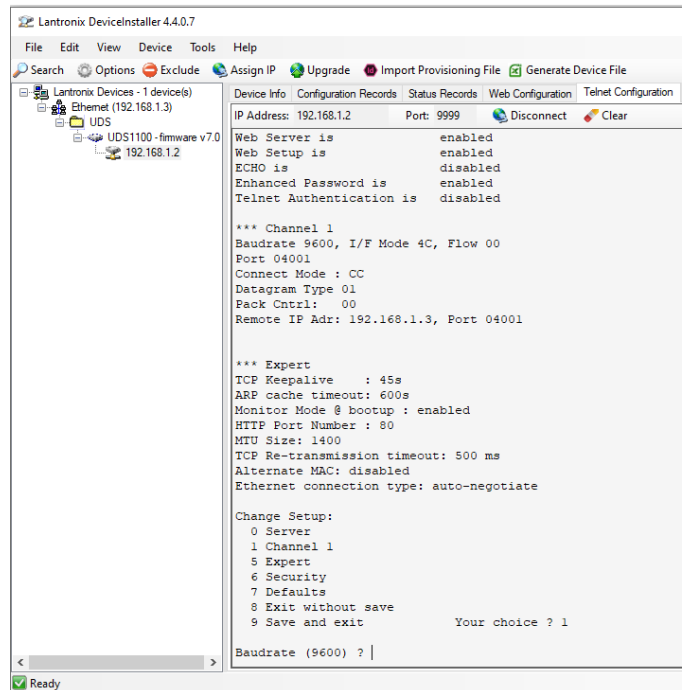 Lantronix DeviceInstaller 4.4.0.7
File Edit View Device Tools Help
Search Options Exclude Assign IP Upgrade Import Provisioning File Generate Device File
Lantronix Devices - 1 device(s)
Ethernet (192.168.1.3)
UDS
UDS1100 - firmware v7.0
192.168.1.2
Device Info Configuration Records Status Records Web Configuration Telnet Configuration
IP Address: 192.168.1.2 Port: 9999 Disconnect Clear
Web Server is enabled
Web Setup is enabled
ECHO is disabled
Enhanced Password is enabled
Telnet Authentication is disabled
*** Channel 1
Baudrate 9600, I/F Mode 4C, Flow 00
Port 04001
Connect Mode : CC
Datagram Type 01
Pack Cntrl: 00
Remote IP Adr: 192.168.1.3, Port 04001
*** Expert
TCP Keepalive : 45s
ARP cache timeout: 600s
Monitor Mode @ bootup : enabled
HTTP Port Number : 80
MTU Size: 1400
TCP Re-transmission timeout: 500 ms
Alternate MAC: disabled
Ethernet connection type: auto-negotiate
Change Setup:
0 Server
1 Channel 1
5 Expert
6 Security
7 Defaults
8 Exit without save
9 Save and exit Your choice ? 1
Baudrate (9600) ?
Ready